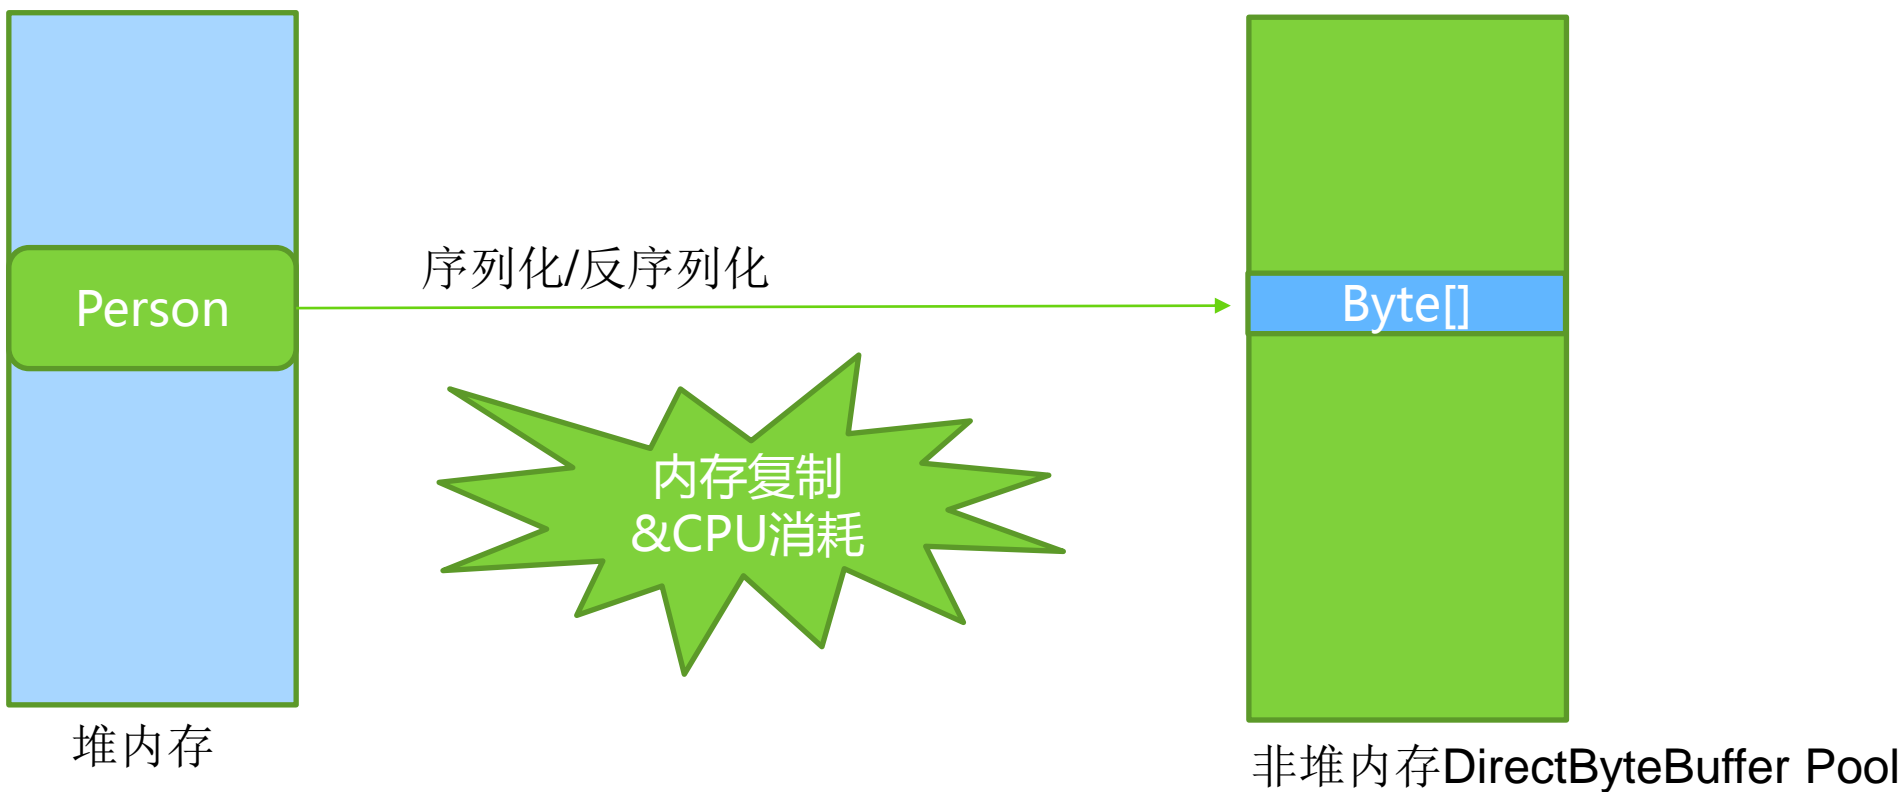 序列化/反序列化
Person
Byte[]
内存复制
&CPU消耗
堆内存
非堆内存DirectByteBuffer Pool